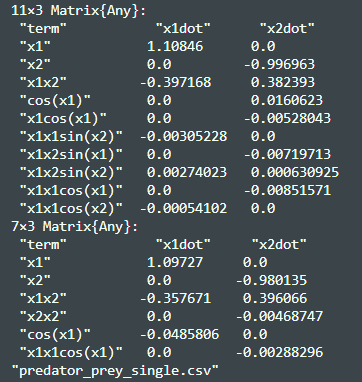 11×3 Matrix{Any}:
"term" "x1dot" "x2dot"
"x1" 1.10846 0.0
"x2" 0.0 -0.996963
"x1x2" -0.397168 0.382393
"cos(x1)" 0.0 0.0160623
"x1cos(x1)" 0.0 -0.00528043
"x1x1sin(x2)" -0.00305228 0.0
"x1x2sin(x1)" 0.0 -0.00719713
"x1x2sin(x2)" 0.00274023 0.000630925
"x1x1cos(x1)" 0.0 -0.00851571
"x1x1cos(x2)" -0.00054102 0.0
7×3 Matrix{Any}:
"term" "x1dot" "x2dot"
"x1" 1.09727 0.0
"x2" 0.0 -0.980135
"x1x2" -0.357671 0.396066
"x2x2" 0.0 -0.00468747
"cos(x1)" -0.0485806 0.0
"x1x1cos(x1)" 0.0 -0.00288296
"predator_prey_single.csv"